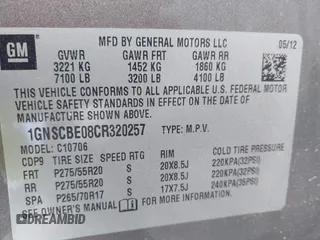 GM
MFD BY GENERAL MOTORS LLC 05/12
GVWR GAWR FRT GAWR RR
3221 KG 1452 KG 1860 KG
7100 LB 3200 LB 4100 LB
THIS VEHICLE CONFORMS TO ALL APPLICABLE
U.S. FEDERAL MOTOR VEHICLE SAFETY STANDARDS
IN EFFECT ON THE DATE OF
MANUFACTURE SHOWN ABOVE.
1GNSCBE08CR320257 TYPE: M.P.V.
MODEL: C10706
CDP9 TIRE SIZE SPEED RTG RIM COLD TIRE PRESSURE
FRT P275/55R20 S 20X8.5J 220KPA(32PSI)
RR P275/55R20 S 20X8.5J 220KPA(32PSI)
SPA P265/70R17 S 17X7.5J 240KPA(35PSI)
SEE OWNER'S MANUAL FOR MORE INFORMATION.
DREAMBID